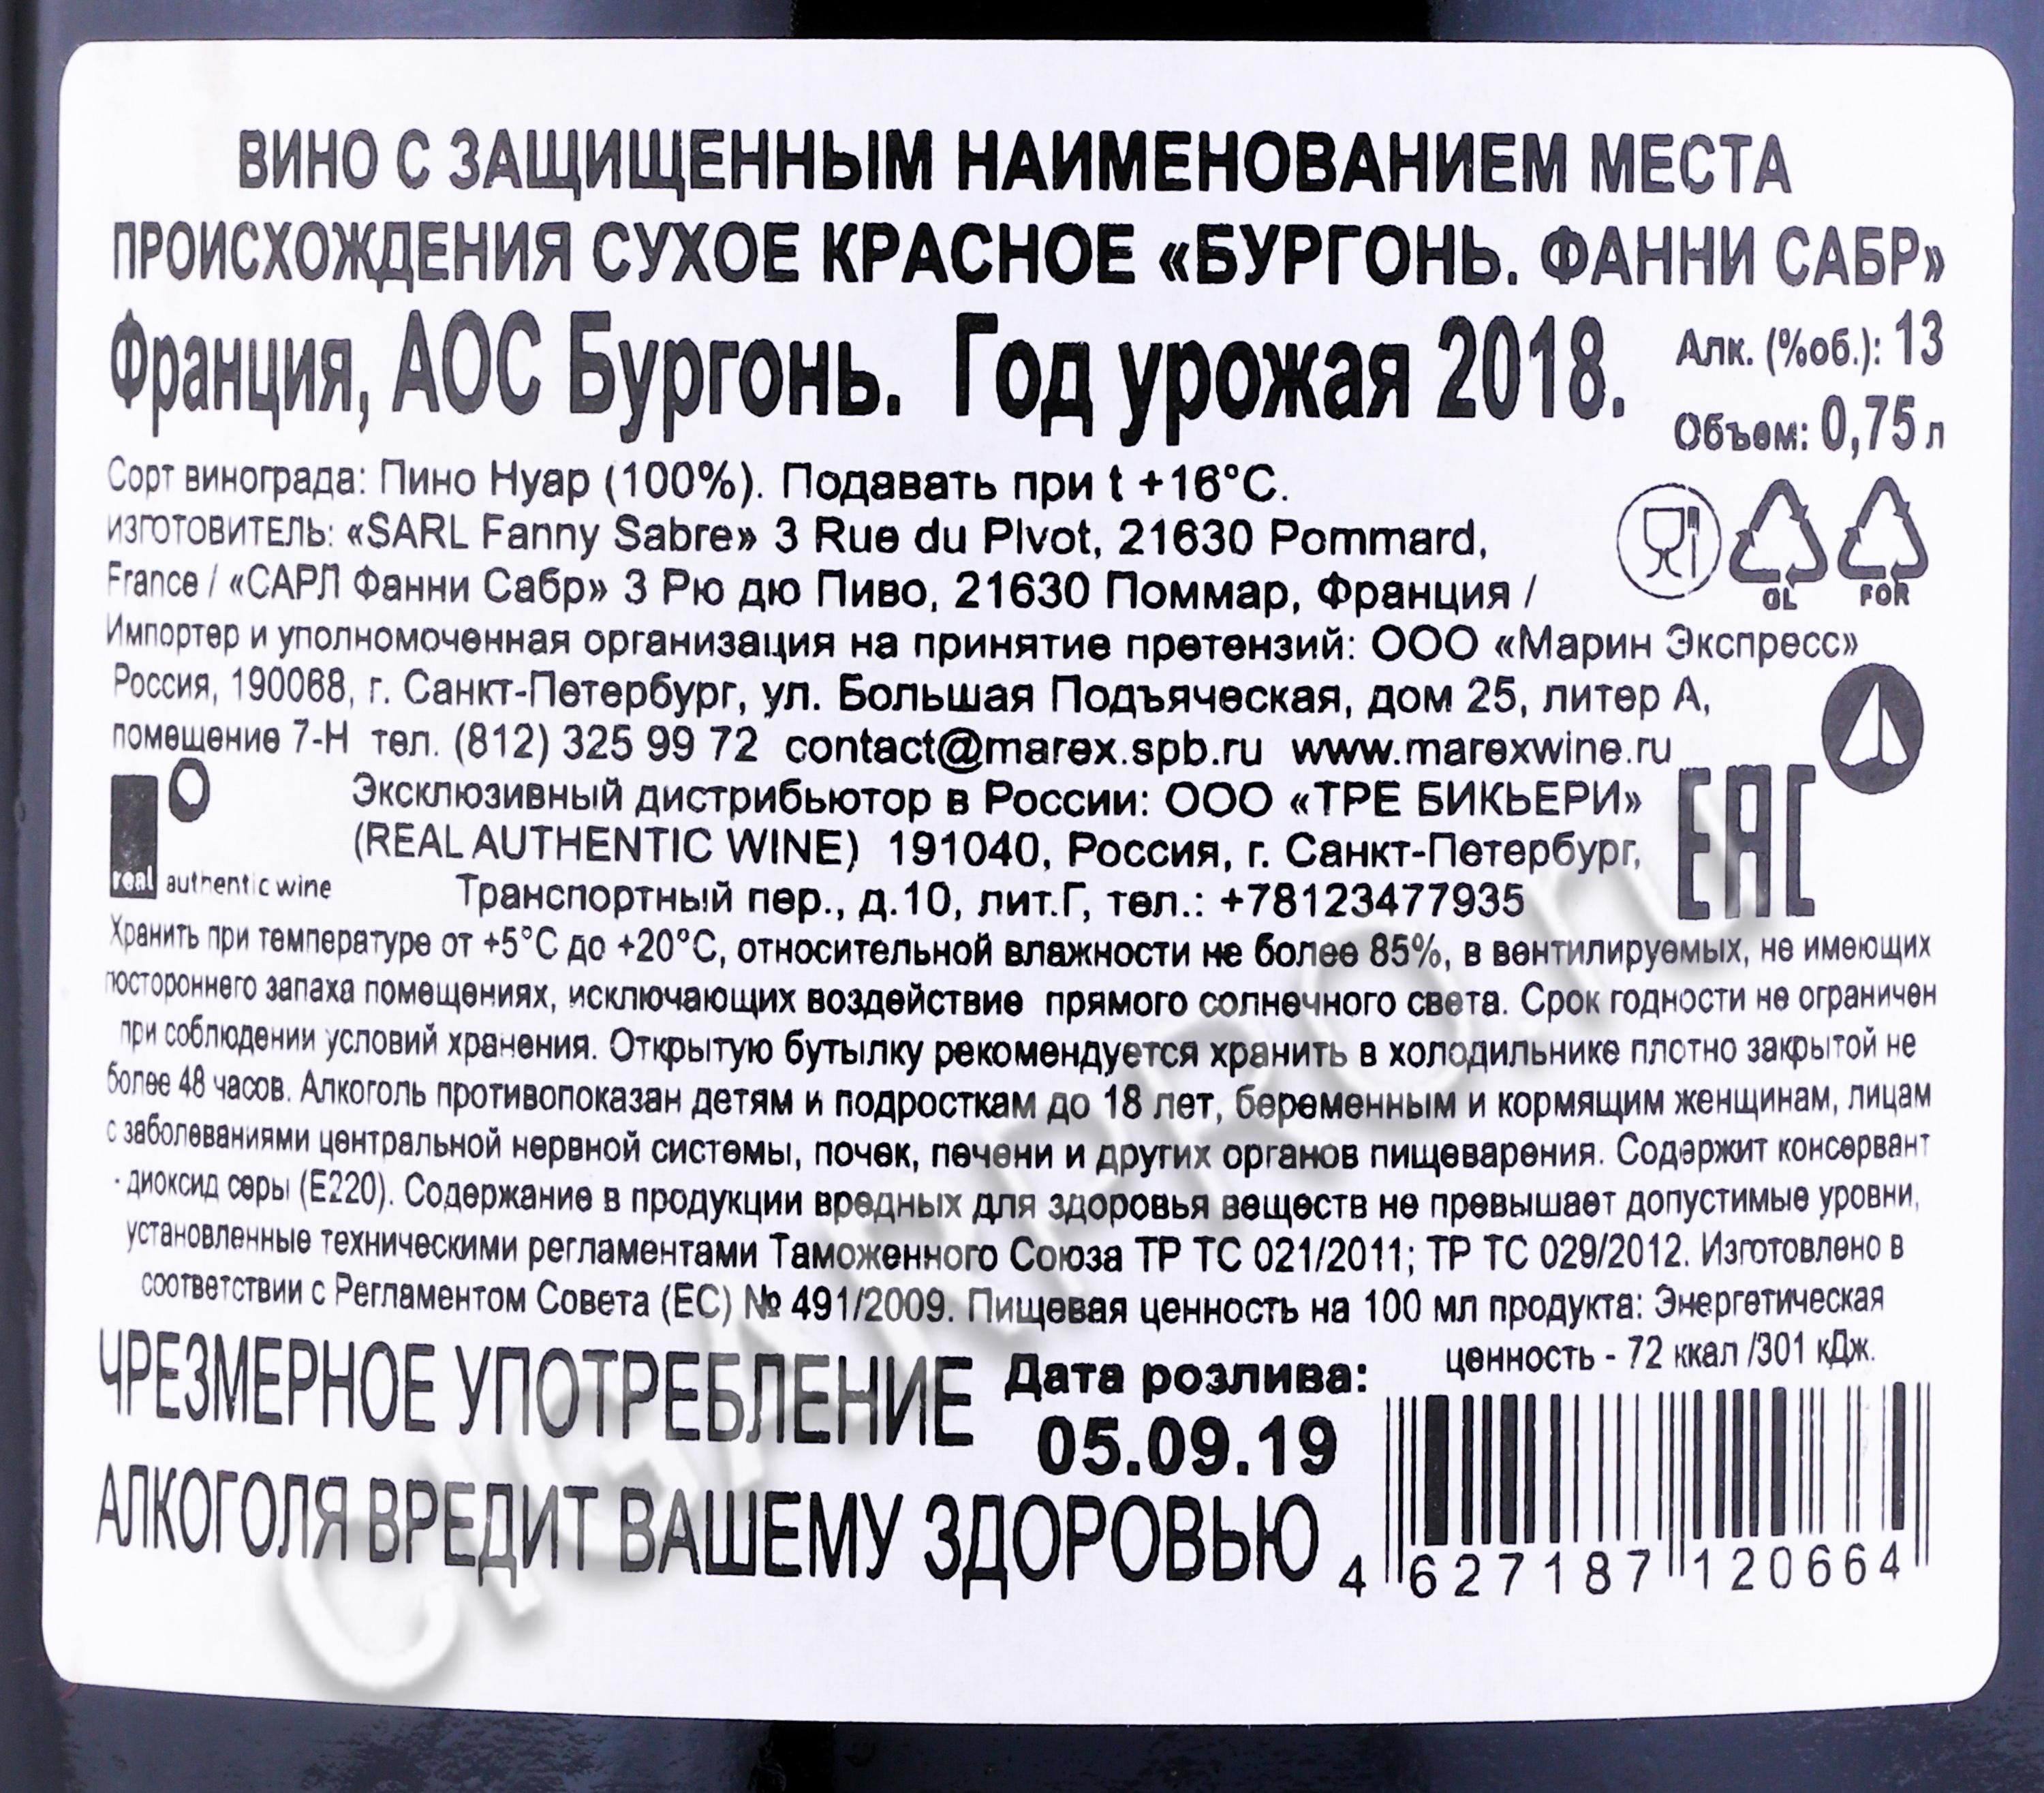 ВИНО С ЗАЩИЩЕННЫМ НАИМЕНОВАНИЕМ МЕСТА
ПРОИСХОЖДЕНИЯ СУХОЕ КРАСНОЕ «БУРГОНЬ. ФАННИ САБР»
Франция, АОС Бургонь. Год урожая 2018.
Алк. (%об.): 13
Объем: 0,75 л
Сорт винограда: Пино Нуар (100%). Подавать при t +16°C.
ИЗГОТОВИТЕЛЬ: «SARL Fanny Sabre» 3 Rue du PIvot, 21630 Pommard,
France / «САРЛ Фанни Сабр» 3 Рю дю Пиво, 21630 Поммар, Франция /
GL
FOR
Импортер и уполномоченная организация на принятие претензий: ООО «Марин Экспресс»
Россия, 190068, г. Санкт-Петербург, ул. Большая Подъяческая, дом 25, литер А,
помещение 7-Н тел. (812) 325 99 72 contact@marex.spb.ru www.marexwine.ru
Эксклюзивный дистрибьютор в России: ООО «ТРЕ БИКЬЕРИ»
(REAL AUTHENTIC WINE) 191040, Россия, г. Санкт-Петербург,
Транспортный пер., д.10, лит.Г, тел.: +78123477935
real authentic wine
EAC
Хранить при температуре от +5°С до +20°С, относительной влажности не более 85%, в вентилируемых, не имеющих
постороннего запаха помещениях, исключающих воздействие прямого солнечного света. Срок годности не ограничен
при соблюдении условий хранения. Открытую бутылку рекомендуется хранить в холодильнике плотно закрытой не
более 48 часов. Алкоголь противопоказан детям и подросткам до 18 лет, беременным и кормящим женщинам, лицам
с заболеваниями центральной нервной системы, почек, печени и других органов пищеварения. Содержит консервант
- диоксид серы (Е220). Содержание в продукции вредных для здоровья веществ не превышает допустимые уровни,
установленные техническими регламентами Таможенного Союза ТР ТС 021/2011; ТР ТС 029/2012. Изготовлено в
соответствии с Регламентом Совета (ЕС) № 491/2009. Пищевая ценность на 100 мл продукта: Энергетическая
ценность - 72 ккал /301 кДж.
ЧРЕЗМЕРНОЕ УПОТРЕБЛЕНИЕ
АЛКОГОЛЯ ВРЕДИТ ВАШЕМУ ЗДОРОВЬЮ
Дата розлива:
05.09.19
4 627187 120664
CIGARPRO.ru